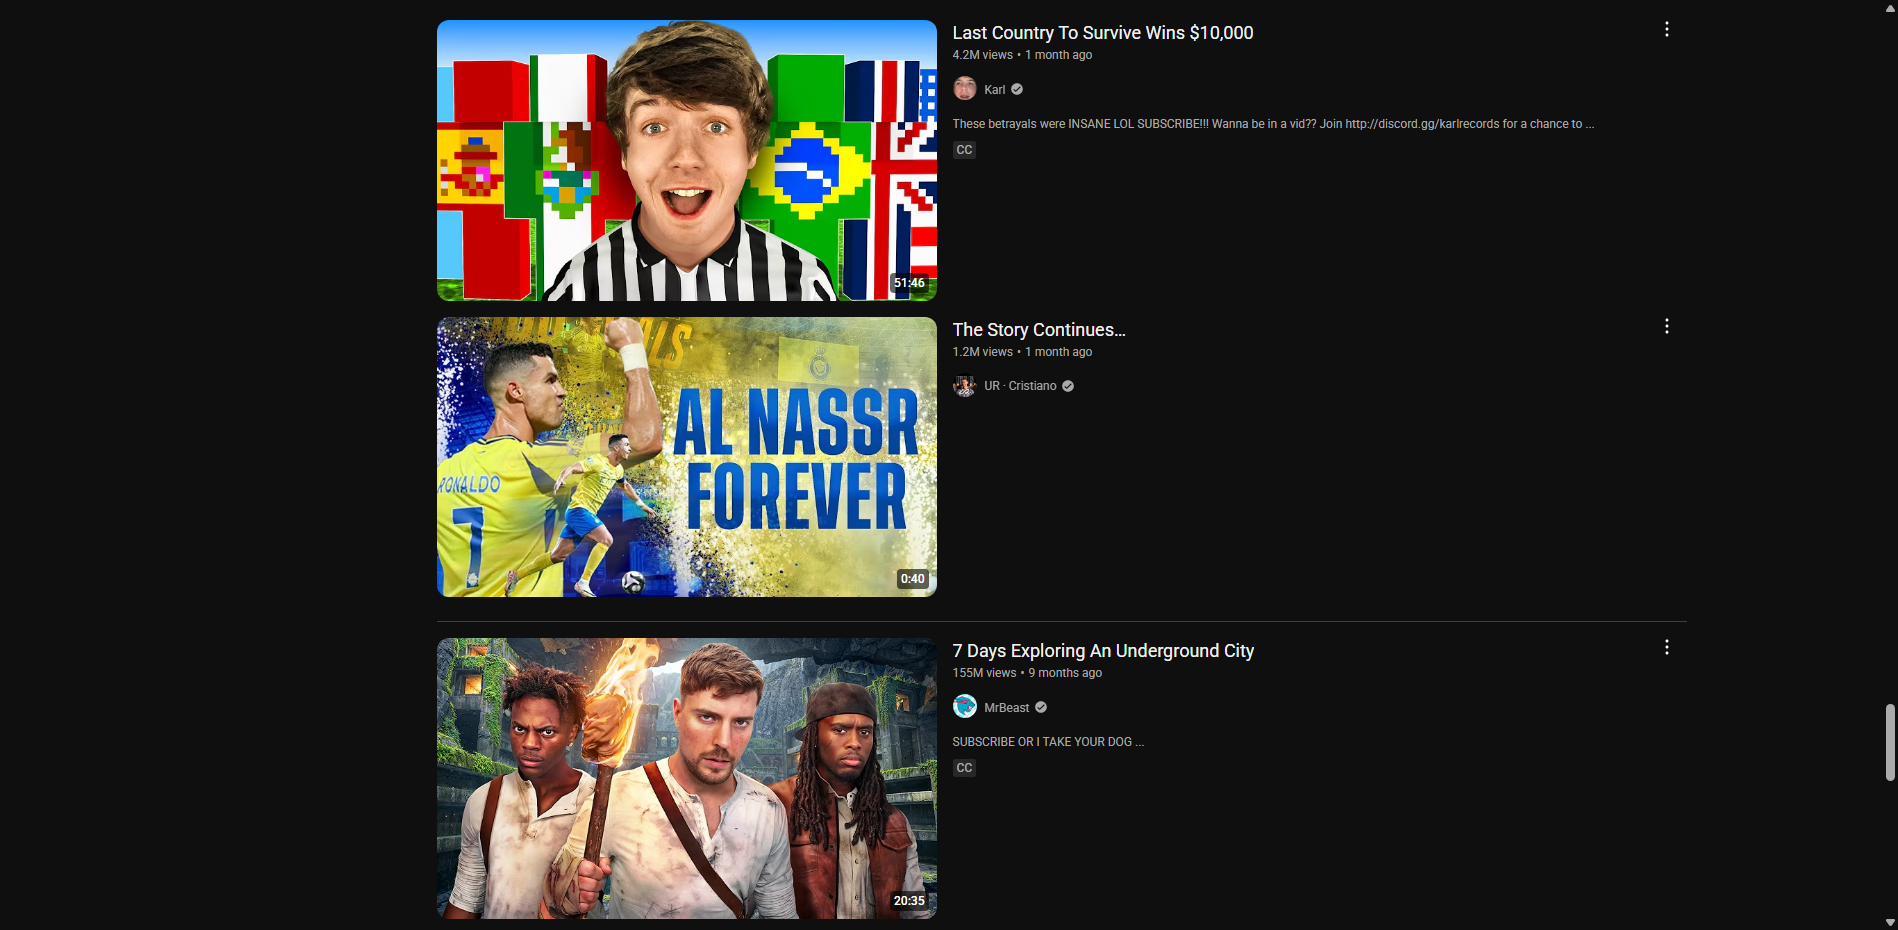 Last Country To Survive Wins $10,000
4.2M views • 1 month ago
Karl
These betrayals were INSANE LOL SUBSCRIBE!!! Wanna be in a vid?? Join http://discord.gg/karlrecords for a chance to ...
CC
51:46
The Story Continues...
1.2M views • 1 month ago
UR · Cristiano
AL NASSR
FOREVER
RONALDO
7
0:40
7 Days Exploring An Underground City
155M views • 9 months ago
MrBeast
SUBSCRIBE OR I TAKE YOUR DOG ...
CC
20:35